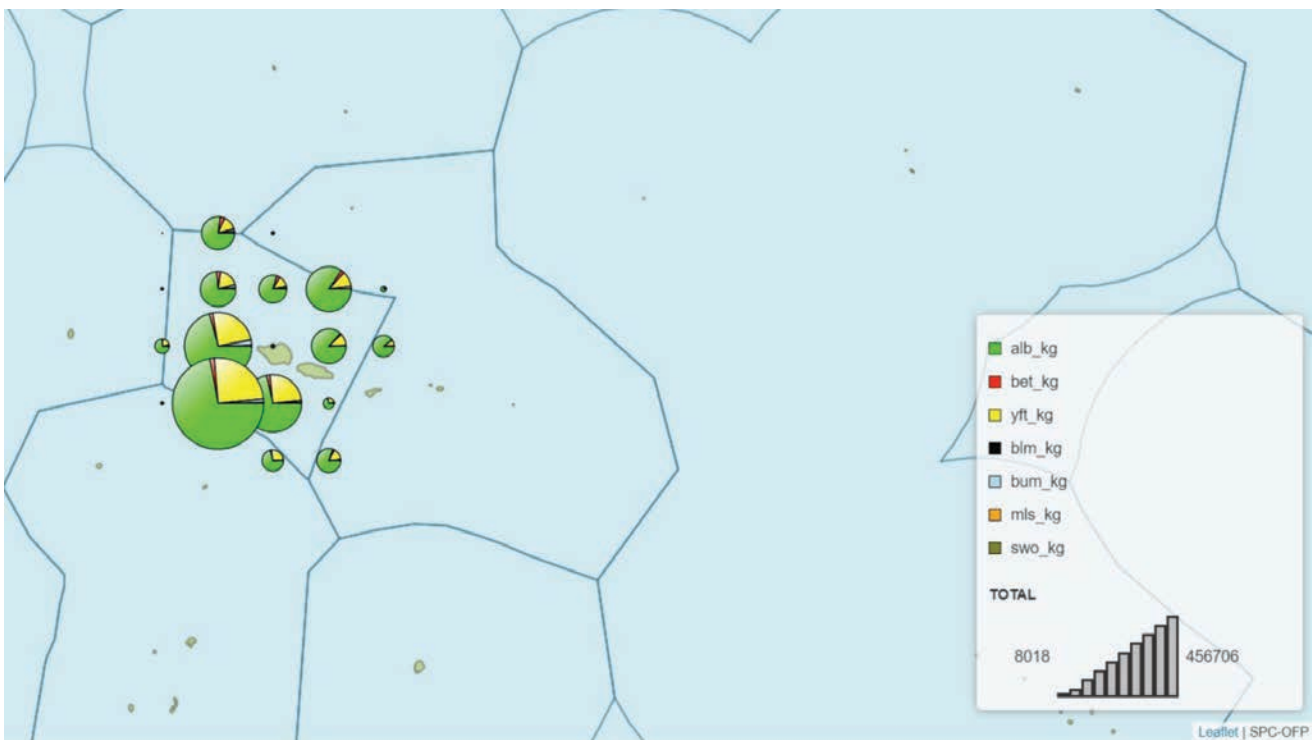 alb_kg
bet_kg
yft_kg
blm_kg
bum_kg
mls_kg
swo_kg
TOTAL
8018
456706
Leaflet | SPC-OFP